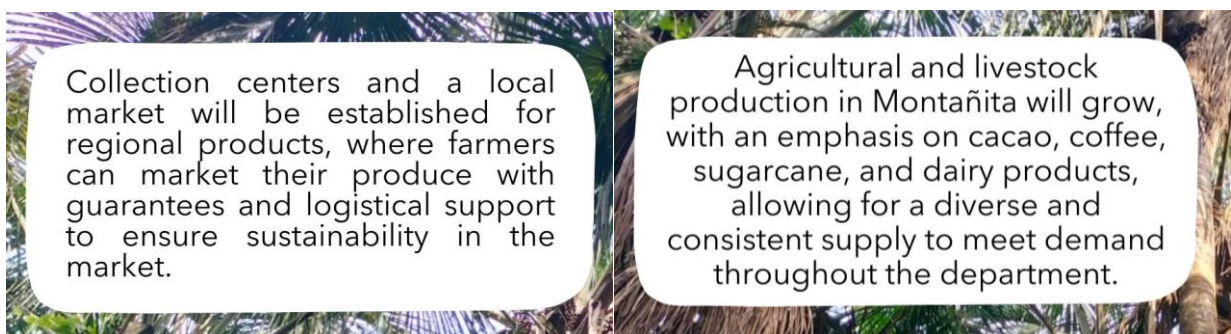 Collection centers and a local
market will be established for
regional products, where farmers
can market their produce with
guarantees and logistical support
to ensure sustainability in the
market.
Agricultural and livestock
production in Montañita will grow,
with an emphasis on cacao, coffee,
sugarcane, and dairy products,
allowing for a diverse and
consistent supply to meet demand
throughout the department.